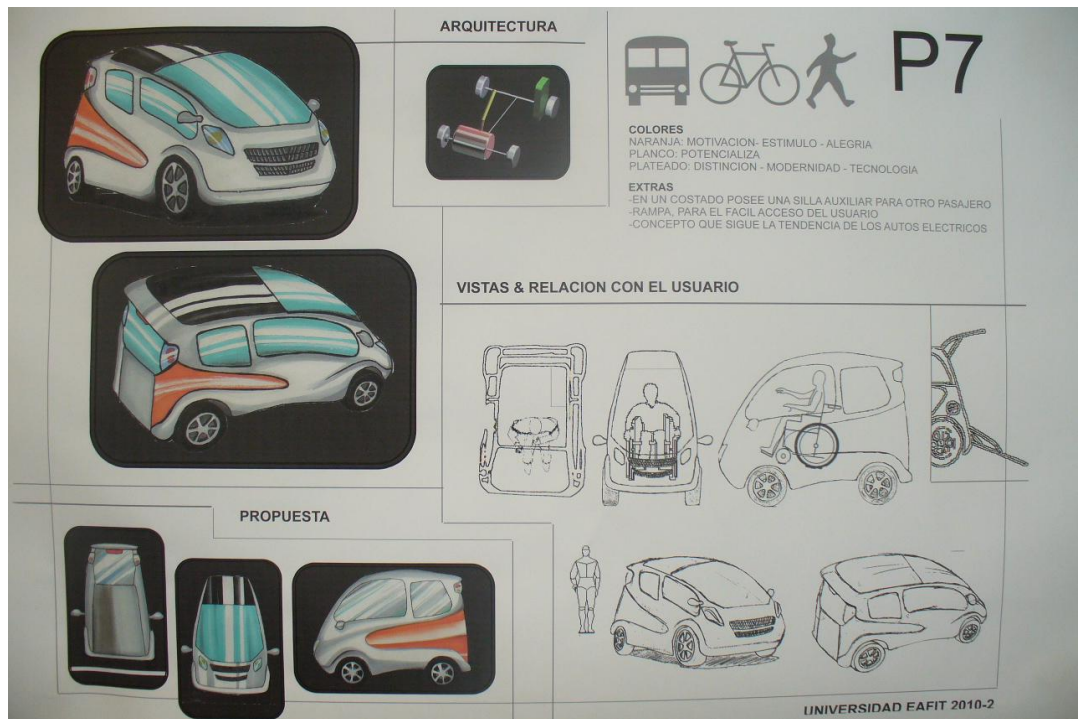 ARQUITECTURA
P7
COLORES
NARANJA: MOTIVACION- ESTIMULO - ALEGRIA
PLANCO: POTENCIALIZA
PLATEADO: DISTINCION - MODERNIDAD - TECNOLOGIA
EXTRAS
-EN UN COSTADO POSEE UNA SILLA AUXILIAR PARA OTRO PASAJERO
-RAMPA, PARA EL FACIL ACCESO DEL USUARIO
-CONCEPTO QUE SIGUE LA TENDENCIA DE LOS AUTOS ELECTRICOS
VISTAS & RELACION CON EL USUARIO
PROPUESTA
UNIVERSIDAD EAFIT 2010-2